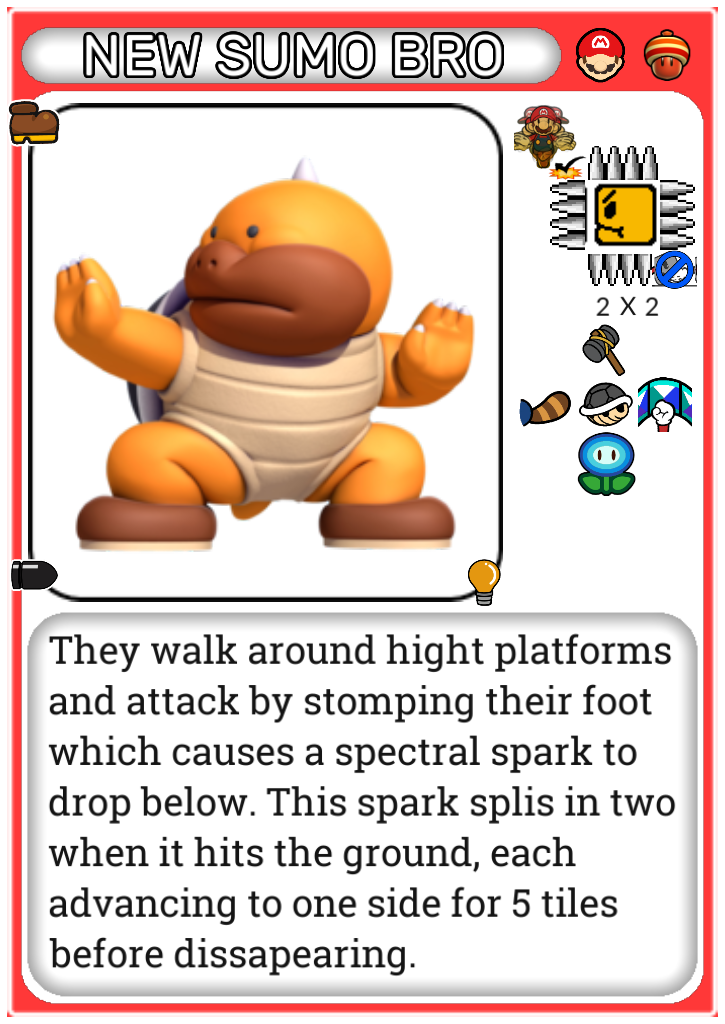 NEW SUMO BRO
2 X 2
They walk around hight platforms
and attack by stomping their foot
which causes a spectral spark to
drop below. This spark splis in two
when it hits the ground, each
advancing to one side for 5 tiles
before dissapearing.